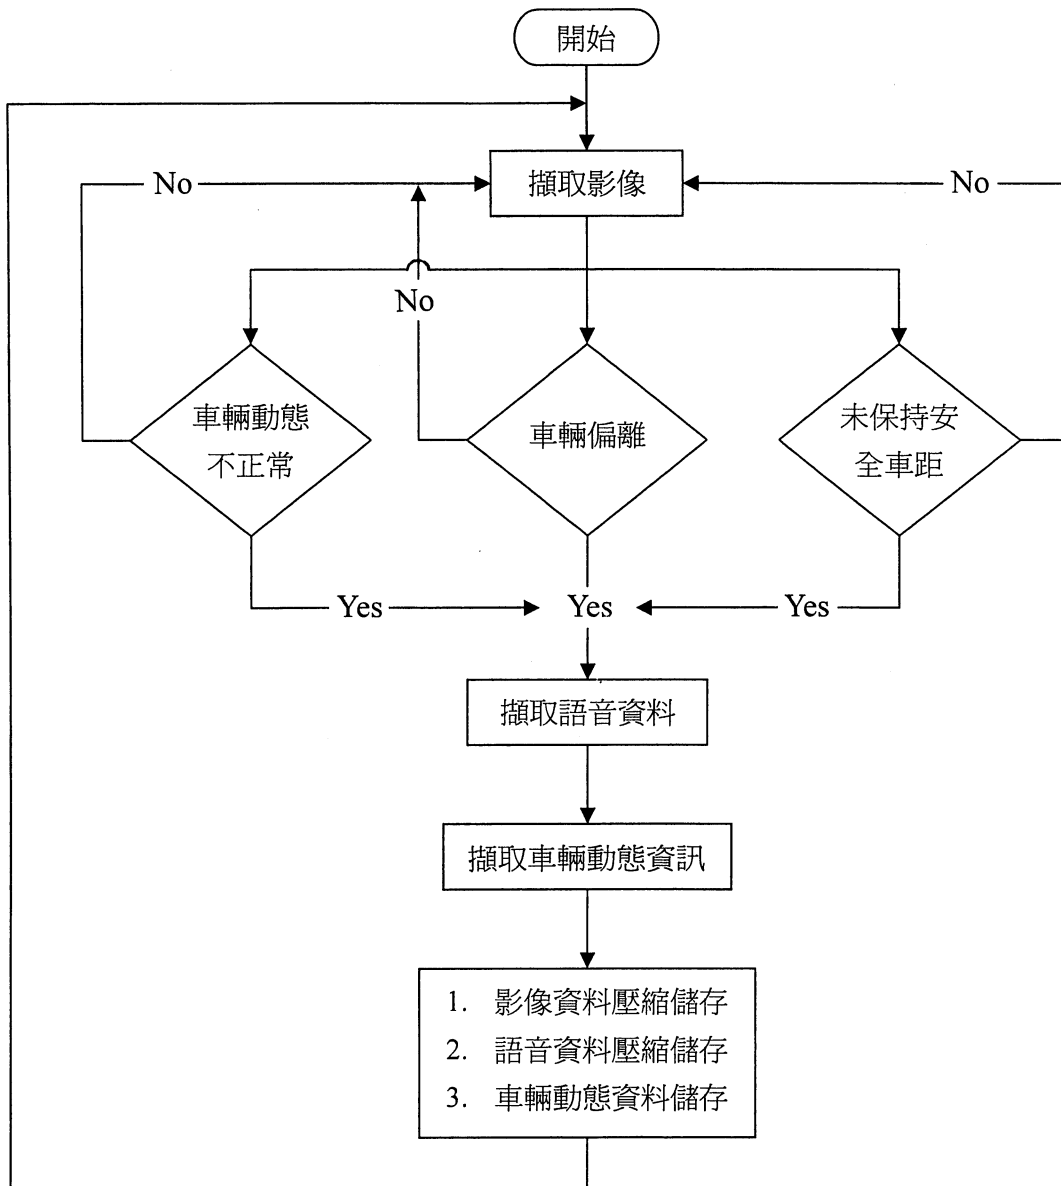 開始
No
擷取影像
No
No
車輛動態
不正常
車輛偏離
未保持安
全車距
Yes
Yes
Yes
擷取語音資料
擷取車輛動態資訊
1. 影像資料壓縮儲存
2. 語音資料壓縮儲存
3. 車輛動態資料儲存